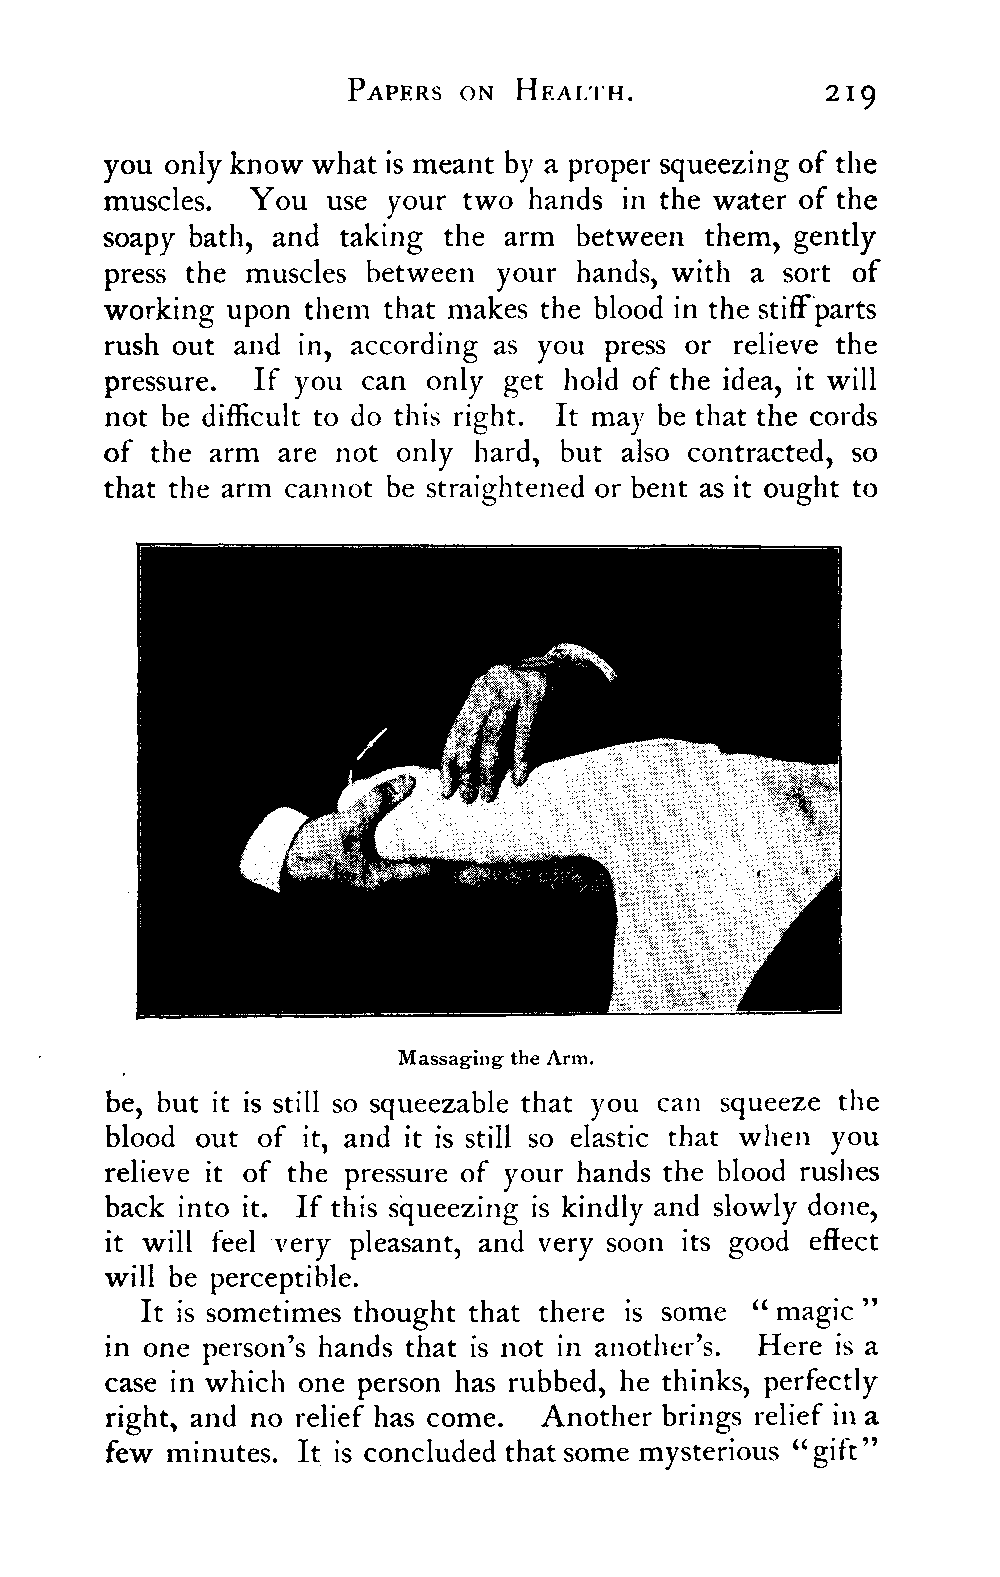 PAPERS ON HEALTH. 219
you only know what is meant by a proper squeezing of the
muscles. You use your two hands in the water of the
soapy bath, and taking the arm between them, gently
press the muscles between your hands, with a sort of
working upon them that makes the blood in the stiff parts
rush out and in, according as you press or relieve the
pressure. If you can only get hold of the idea, it will
not be difficult to do this right. It may be that the cords
of the arm are not only hard, but also contracted, so
that the arm cannot be straightened or bent as it ought to
Massaging the Arm.
be, but it is still so squeezable that you can squeeze the
blood out of it, and it is still so elastic that when you
relieve it of the pressure of your hands the blood rushes
back into it. If this squeezing is kindly and slowly done,
it will feel very pleasant, and very soon its good effect
will be perceptible.
It is sometimes thought that there is some "magic"
in one person's hands that is not in another's. Here is a
case in which one person has rubbed, he thinks, perfectly
right, and no relief has come. Another brings relief in a
few minutes. It is concluded that some mysterious "gift"